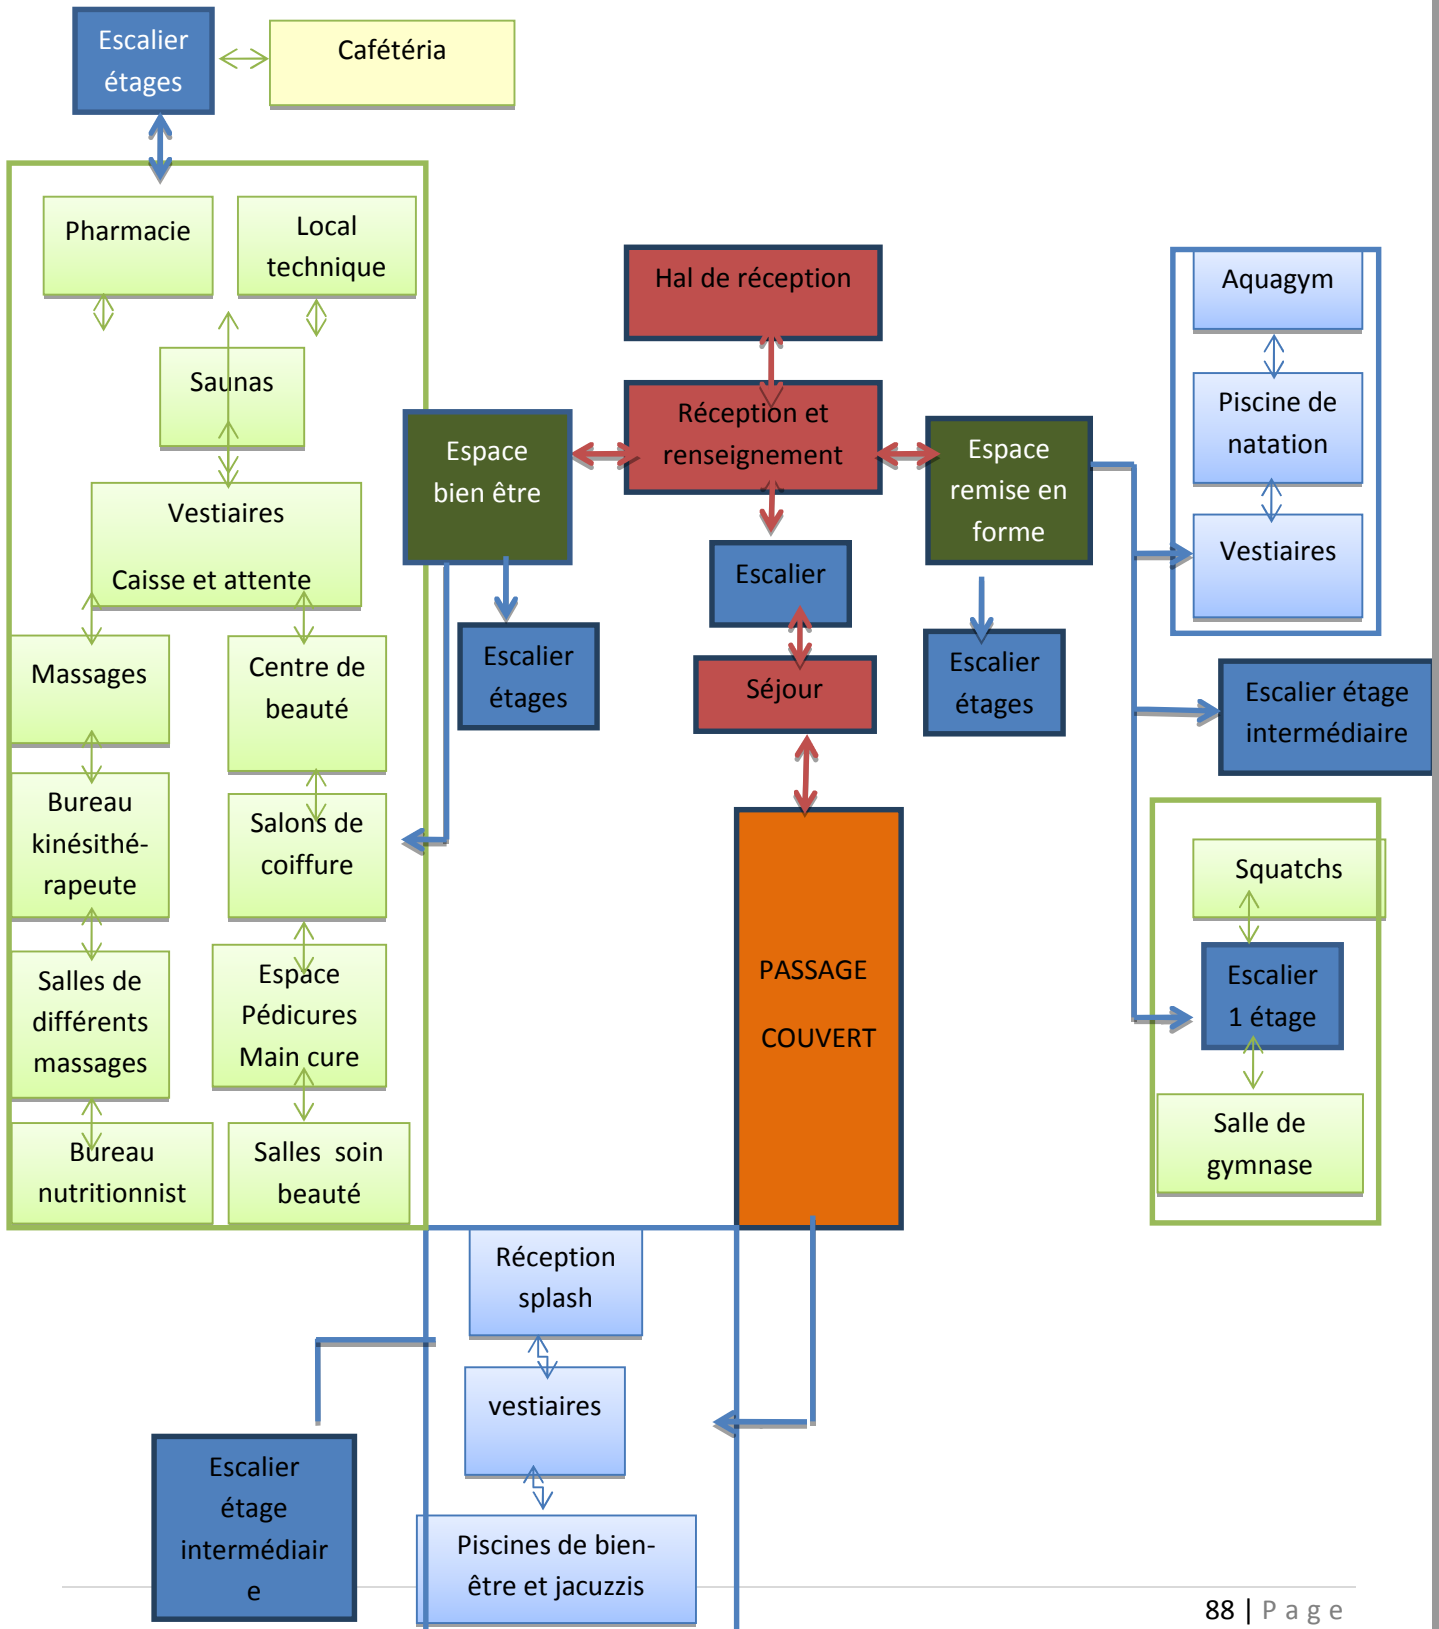 Escalier
étages
Cafétéria
Pharmacie
Local
technique
Saunas
Vestiaires
Caisse et attente
Massages
Centre de
beauté
Bureau
kinésithé-
rapeute
Salons de
coiffure
Salles de
différents
massages
Espace
Pédicures
Main cure
Bureau
nutritionnist
Salles soin
beauté
Hal de réception
Réception et
renseignement
Espace
bien être
Espace
remise en
forme
Escalier
étages
Escalier
Séjour
Escalier
étages
PASSAGE
COUVERT
Aquagym
Piscine de
natation
Vestiaires
Escalier étage
intermédiaire
Squatchs
Escalier
1 étage
Salle de
gymnase
Réception
splash
vestiaires
Piscines de bien-
être et jacuzzis
Escalier
étage
intermédiair
e
88 | Page